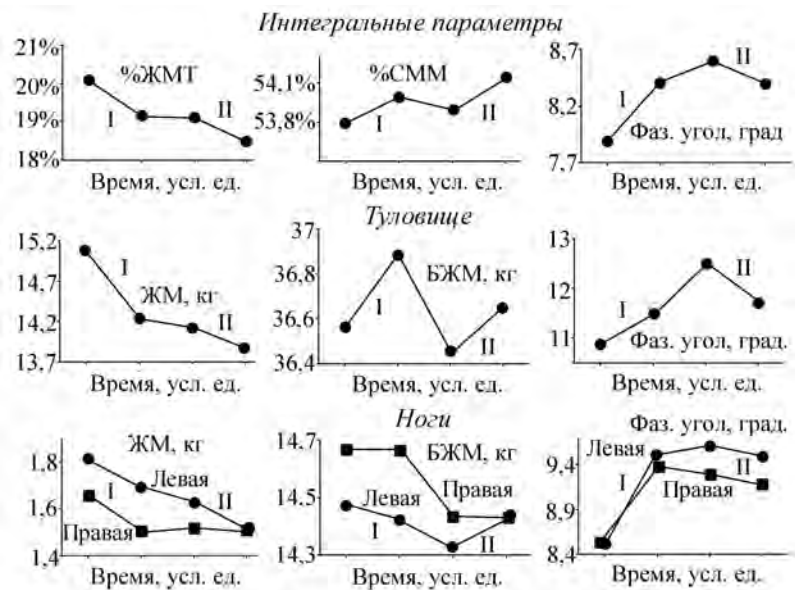 Интегральные параметры
21%
20%
19%
18%
%ЖМТ
I
II
Время, усл. ед.
54,1%
53,8%
%СММ
I
II
Время, усл. ед.
8,7
8,2
7,7
I
II
Фаз. угол, град
Время, усл. ед.
Туловище
15,2
14,7
14,2
13,7
I
ЖМ, кг
II
Время, усл. ед.
37
36,8
36,6
36,4
БЖМ, кг
I
II
Время, усл. ед.
13
12
11
I
II
Фаз. угол, град.
Время, усл. ед.
Ноги
1,8
1,6
1,4
ЖМ, кг
Левая
I
II
Правая
Время, усл. ед.
14,7
14,5
14,3
БЖМ, кг
Левая
Правая
I
II
Время, усл. ед.
Фаз. угол, град.
9,4
8,9
8,4
Левая
I
II
Правая
Время, усл. ед.